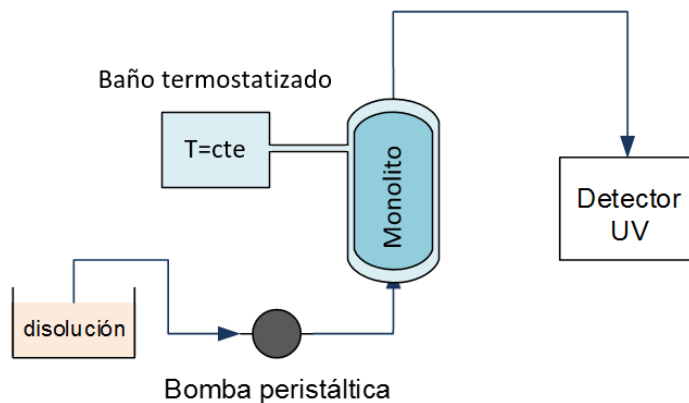 Baño termostatizado
T=cte
Monolito
Detector
UV
disolución
Bomba peristáltica